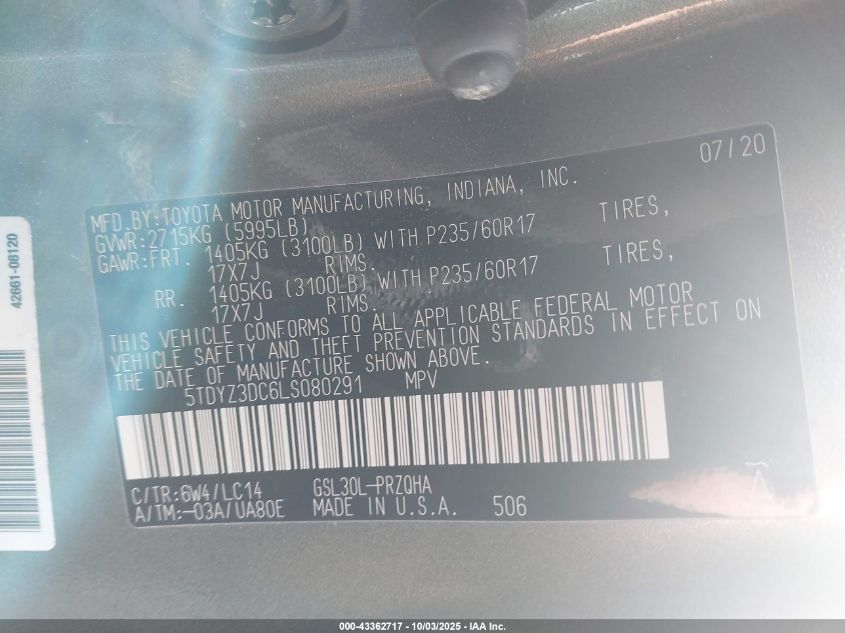 07/20
MFD.BY:TOYOTA MOTOR MANUFACTURING, INDIANA, INC.
GVWR:2715KG (5995LB)
GAWR:FRT. 1405KG (3100LB) WITH P235/60R17 TIRES,
17X7J RIMS.
RR. 1405KG (3100LB) WITH P235/60R17 TIRES,
17X7J RIMS.
THIS VEHICLE CONFORMS TO ALL APPLICABLE FEDERAL MOTOR
VEHICLE SAFETY AND THEFT PREVENTION STANDARDS IN EFFECT ON
THE DATE OF MANUFACTURE SHOWN ABOVE.
5TDYZ3DC6LS080291 MPV
C/TR:6W4/LC14 GSL30L-PRZQHA
A/TM:-03A/UA80E MADE IN U.S.A. 506
42661-08120
000-43362717 - 10/03/2025 - IAA Inc.